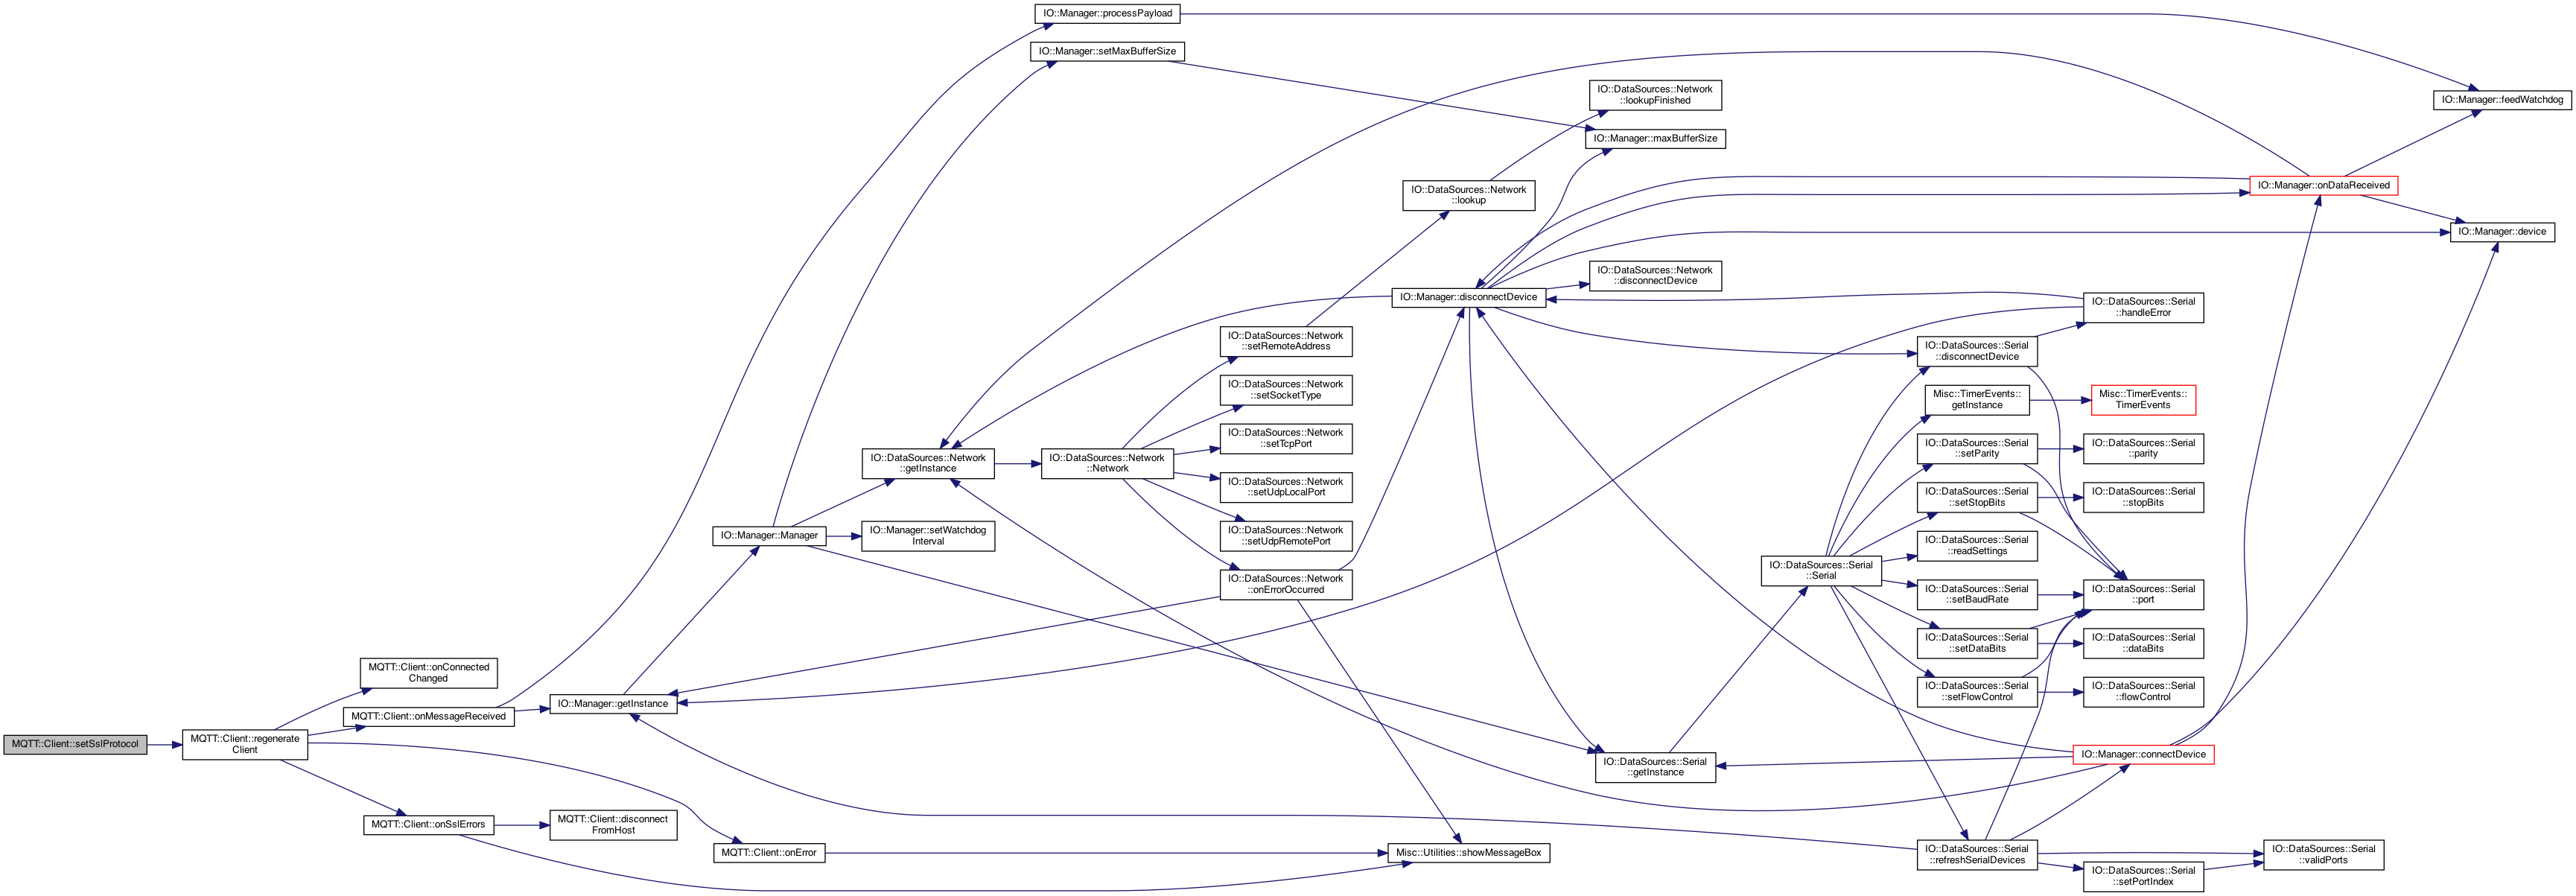 IO::Manager::processPayload
IO::Manager::setMaxBufferSize
IO::DataSources::Network
::lookupFinished
IO::Manager::feedWatchdog
IO::Manager::maxBufferSize
IO::DataSources::Network
::lookup
IO::Manager::onDataReceived
IO::Manager::device
IO::DataSources::Network
::disconnectDevice
IO::Manager::disconnectDevice
IO::DataSources::Serial
::handleError
IO::DataSources::Network
::setRemoteAddress
IO::DataSources::Serial
::disconnectDevice
IO::DataSources::Network
::setSocketType
Misc::TimerEvents::
getInstance
Misc::TimerEvents::
TimerEvents
IO::DataSources::Network
::setTcpPort
IO::DataSources::Serial
::setParity
IO::DataSources::Serial
::parity
IO::DataSources::Network
::getInstance
IO::DataSources::Network
::Network
IO::DataSources::Network
::setUdpLocalPort
IO::DataSources::Serial
::setStopBits
IO::DataSources::Serial
::stopBits
IO::Manager::Manager
IO::Manager::setWatchdog
Interval
IO::DataSources::Network
::setUdpRemotePort
IO::DataSources::Serial
::readSettings
IO::DataSources::Serial
::Serial
IO::DataSources::Network
::onErrorOccurred
IO::DataSources::Serial
::setBaudRate
IO::DataSources::Serial
::port
IO::DataSources::Serial
::setDataBits
IO::DataSources::Serial
::dataBits
MQTT::Client::onConnected
Changed
IO::DataSources::Serial
::setFlowControl
IO::DataSources::Serial
::flowControl
IO::Manager::getInstance
MQTT::Client::onMessageReceived
MQTT::Client::setSslProtocol
MQTT::Client::regenerate
Client
IO::Manager::connectDevice
IO::DataSources::Serial
::getInstance
MQTT::Client::onSslErrors
MQTT::Client::disconnect
FromHost
MQTT::Client::onError
Misc::Utilities::showMessageBox
IO::DataSources::Serial
::refreshSerialDevices
IO::DataSources::Serial
::validPorts
IO::DataSources::Serial
::setPortIndex